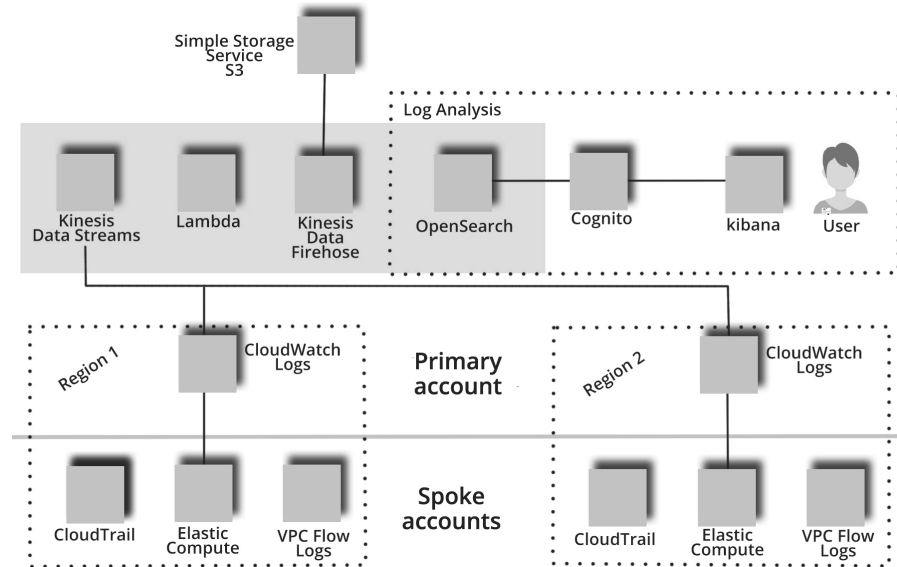 Simple Storage
Service
S3
Log Analysis
Kinesis
Data Streams
Lambda
Kinesis
Data
Firehose
OpenSearch
Cognito
kibana
User
Region 1
CloudWatch
Logs
Primary
account
Region 2
CloudWatch
Logs
CloudTrail
Elastic
Compute
VPC Flow
Logs
Spoke
accounts
CloudTrail
Elastic
Compute
VPC Flow
Logs